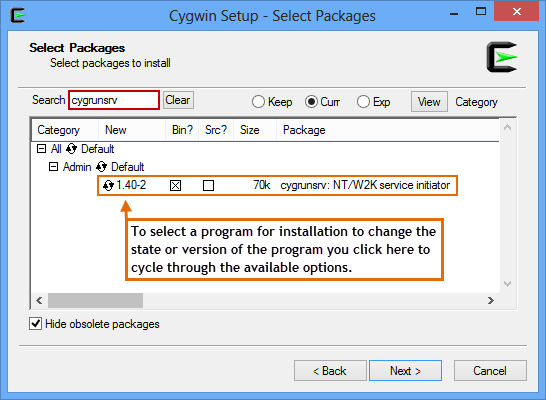 Cygwin Setup - Select Packages
Select Packages
Select packages to install
Search cygrunsrv Clear Keep Curr Exp View Category
Category New Bin? Src? Size Package
All Default
Admin Default
1.40-2 70k cygrunsrv: NT/W2K service initiator
To select a program for installation to change the
state or version of the program you click here to
cycle through the available options.
Hide obsolete packages
< Back Next > Cancel